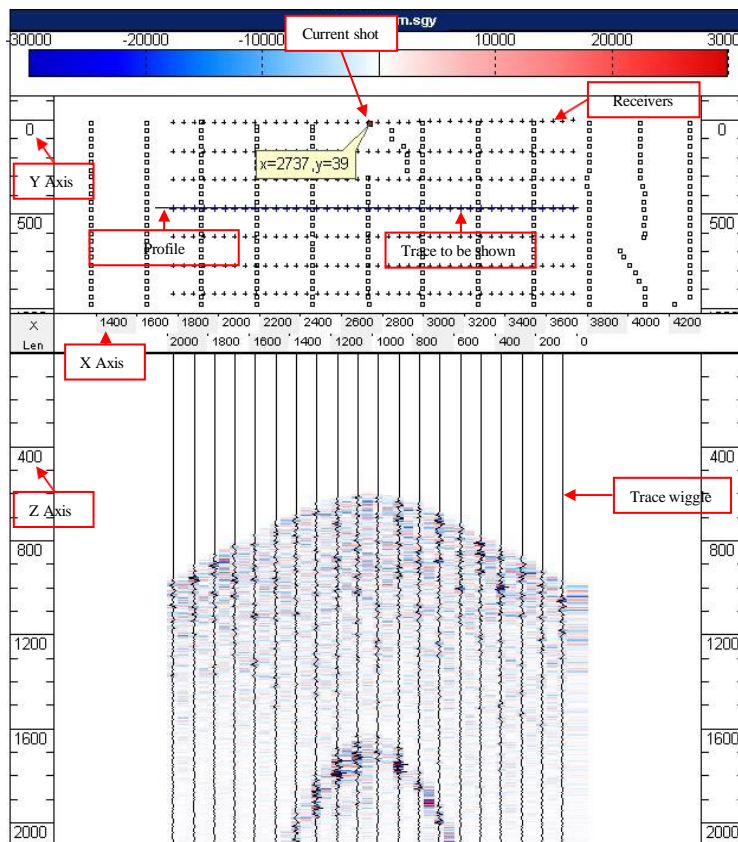 rn.sgy
-30000 -20000 -10000 10000 20000 3000
Current shot
Receivers
0 0
x=2737,y=39
Y Axis
500 500
Profile
Trace to be shown
X 1400 1600 1800 2000 2200 2400 2600 2800 3000 3200 3400 3600 3800 4000 4200
Len 2000 1800 1600 1400 1200 1000 800 600 400 200 0
X Axis
400 400
Z Axis
Trace wiggle
800 800
1200 1200
1600 1600
2000 2000